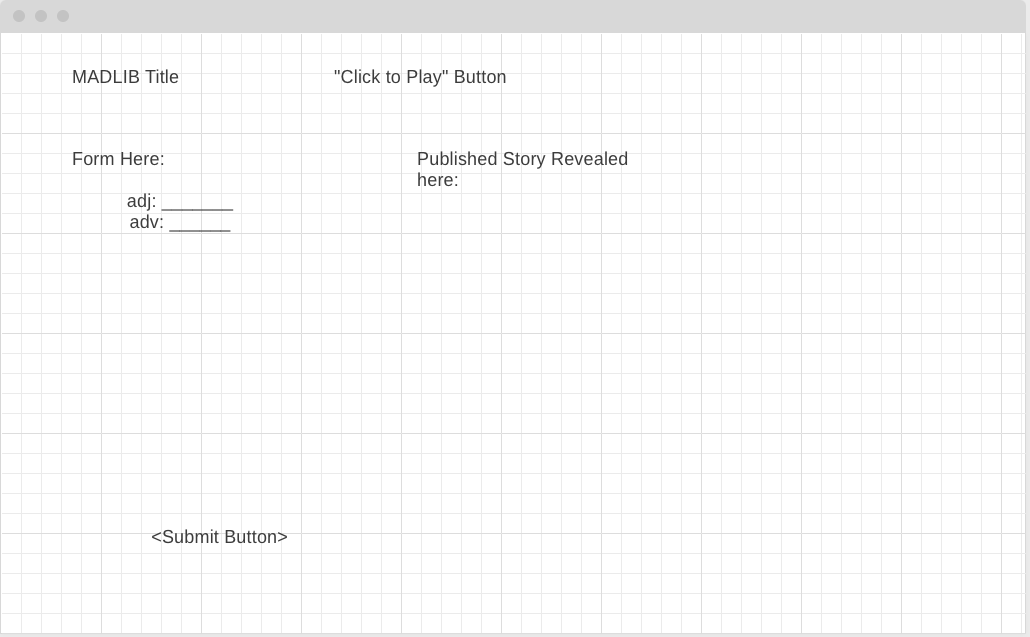 MADLIB Title
"Click to Play" Button
Form Here:
adj: _______
adv: ______
Published Story Revealed
here:
<Submit Button>